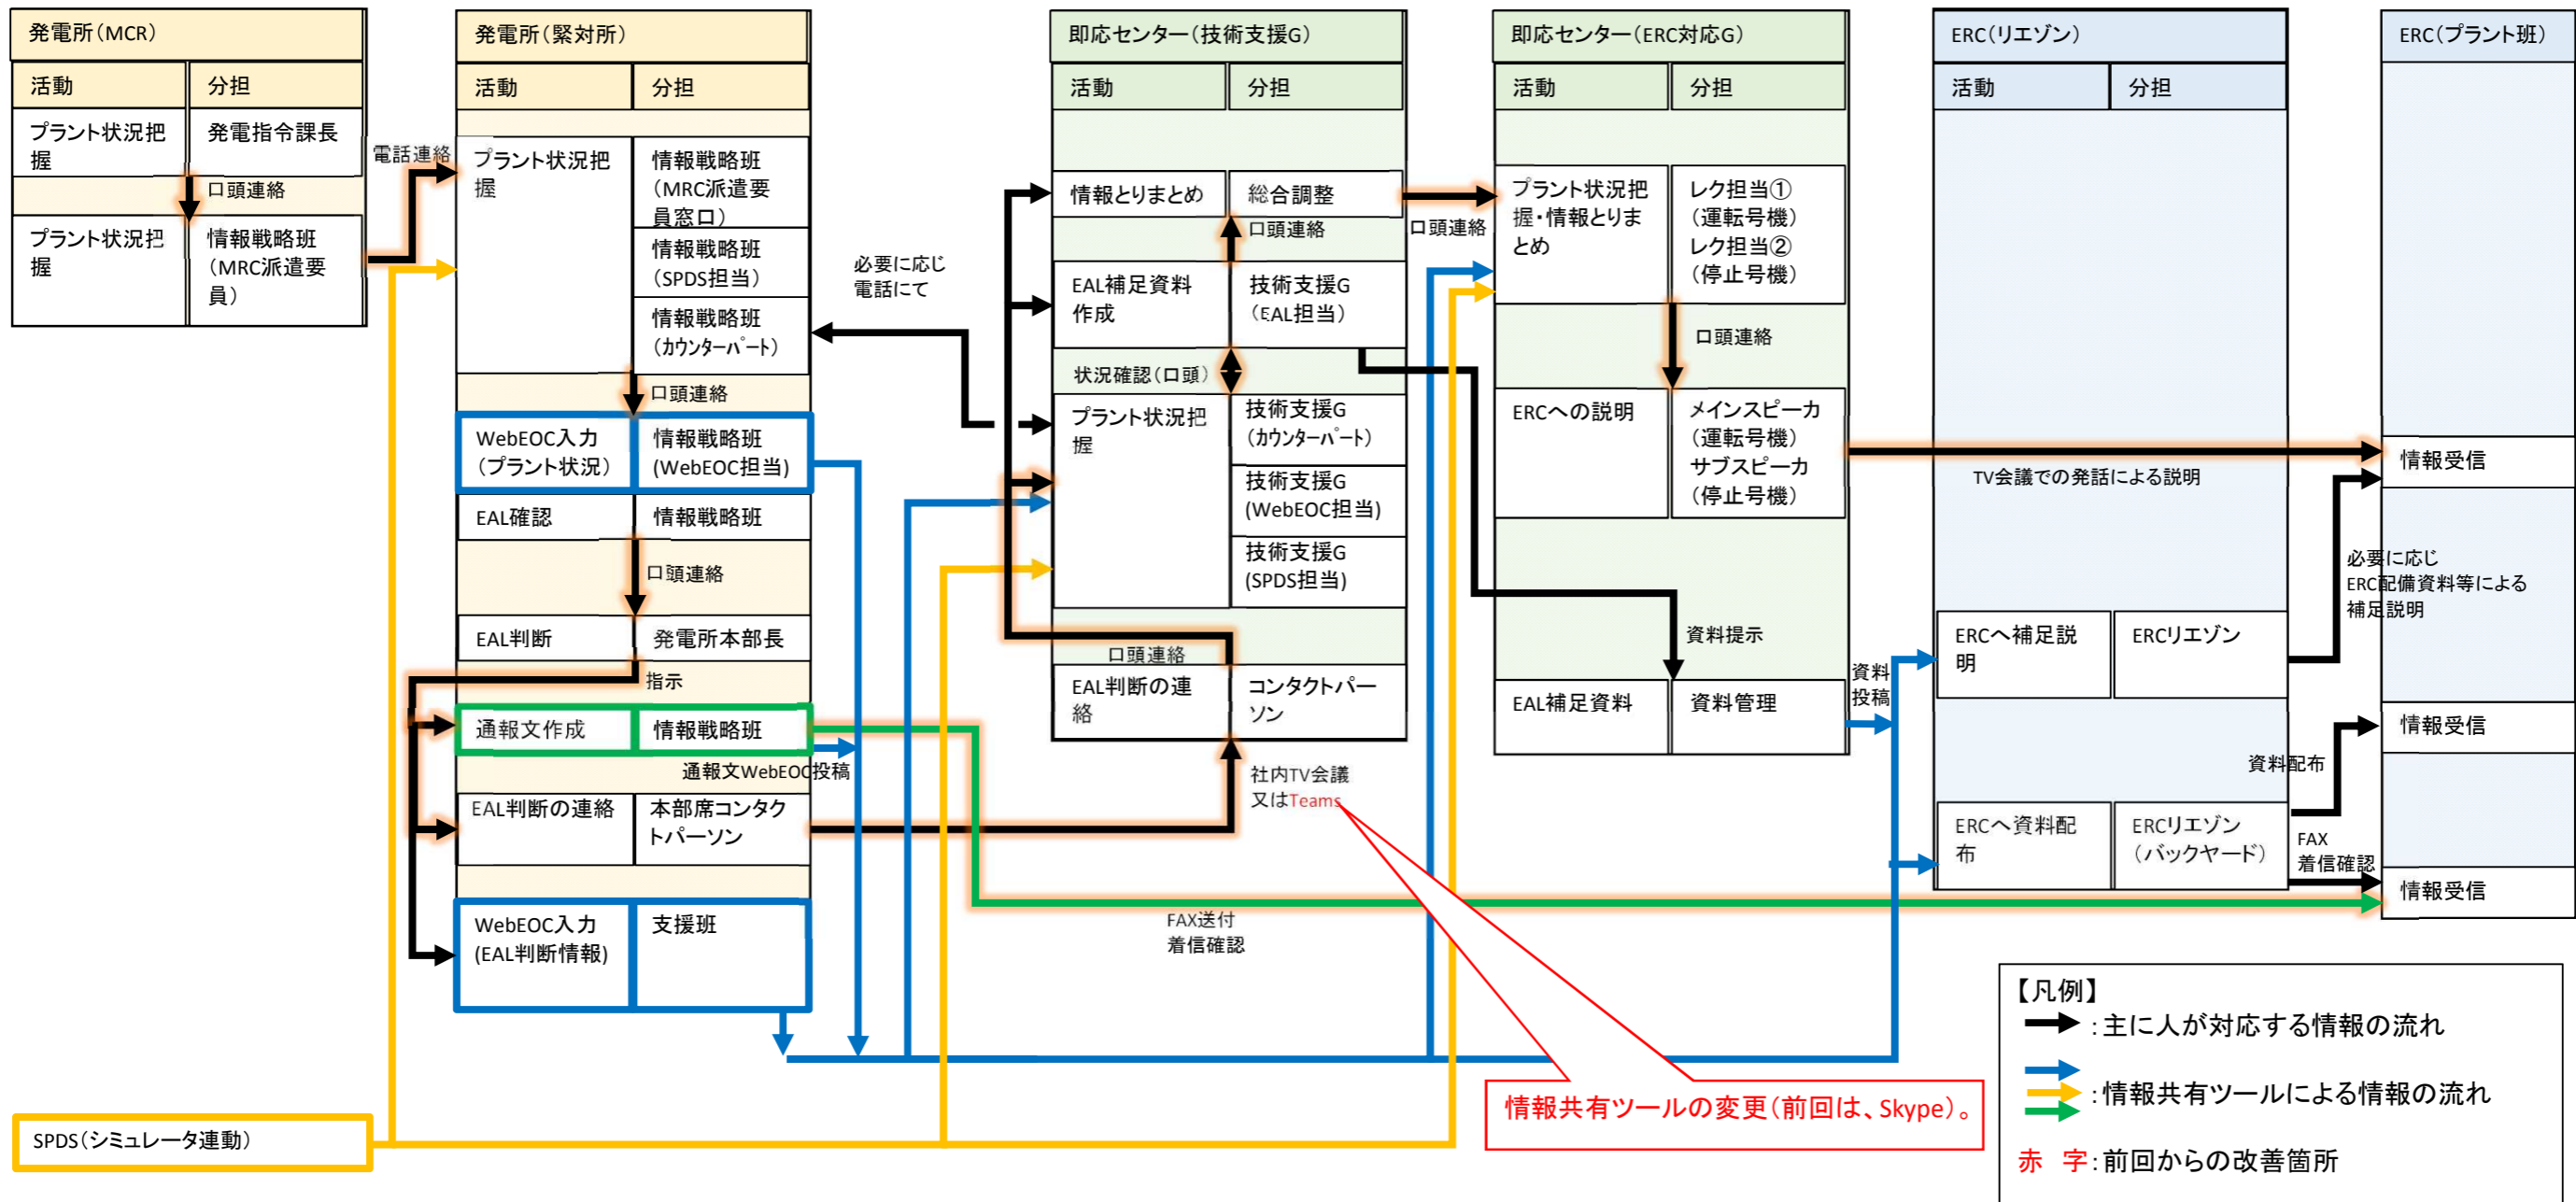 発電所(MCR)
活動
分担
プラント状況把
握
発電指令課長
口頭連絡
プラント状況把
握
情報戦略班
(MRC派遣要
員)
電話連絡
発電所(緊対所)
活動
分担
プラント状況把
握
情報戦略班
(MRC派遣要
員窓口)
情報戦略班
(SPDS担当)
情報戦略班
(カウンターパート)
口頭連絡
WebEOC入力
(プラント状況)
情報戦略班
(WebEOC担当)
EAL確認
情報戦略班
口頭連絡
EAL判断
発電所本部長
指示
通報文作成
情報戦略班
通報文WebEOC投稿
EAL判断の連絡
本部席コンタク
トパーソン
WebEOC入力
(EAL判断情報)
支援班
必要に応じ
電話にて
即応センター(技術支援G)
活動
分担
情報とりまとめ
総合調整
口頭連絡
EAL補足資料
作成
技術支援G
(EAL担当)
状況確認(口頭)
プラント状況把
握
技術支援G
(カウンターパート)
技術支援G
(WebEOC担当)
技術支援G
(SPDS担当)
口頭連絡
EAL判断の連
絡
コンタクトパー
ソン
社内TV会議
又はTeams
FAX送付
着信確認
口頭連絡
即応センター(ERC対応G)
活動
分担
プラント状況把
握・情報とりま
とめ
レク担当①
(運転号機)
レク担当②
(停止号機)
口頭連絡
ERCへの説明
メインスピーカ
(運転号機)
サブスピーカ
(停止号機)
資料提示
EAL補足資料
資料管理
資料
投稿
ERC(リエゾン)
活動
分担
TV会議での発話による説明
ERCへ補足説
明
ERCリエゾン
ERCへ資料配
布
ERCリエゾン
(バックヤード)
ERC(プラント班)
情報受信
必要に応じ
ERC配備資料等による
補足説明
情報受信
資料配布
FAX
着信確認
情報受信
SPDS(シミュレータ連動)
情報共有ツールの変更(前回は、Skype)。
【凡例】
:主に人が対応する情報の流れ
:情報共有ツールによる情報の流れ
赤 字:前回からの改善箇所